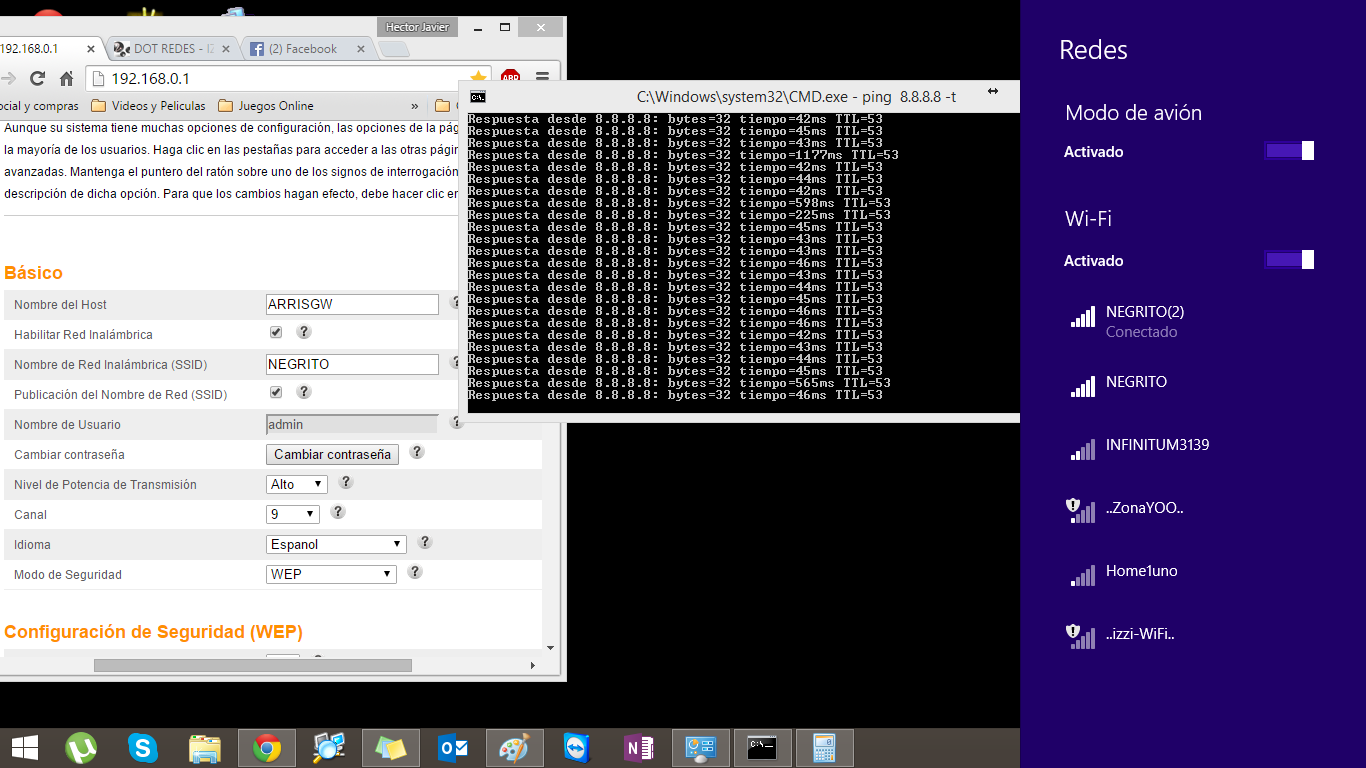 Hector Javier
192.168.0.1
DOT REDES - I
(2) Facebook
192.168.0.1
ABP
ocial y compras
Videos y Peliculas
Juegos Online
»
Aunque su sistema tiene muchas opciones de configuración, las opciones de la pág
la mayoría de los usuarios. Haga clic en las pestañas para acceder a las otras págin
avanzadas. Mantenga el puntero del ratón sobre uno de los signos de interrogación
descripción de dicha opción. Para que los cambios hagan efecto, debe hacer clic en
Básico
Nombre del Host
ARRISGW
?
Habilitar Red Inalámbrica
?
Nombre de Red Inalámbrica (SSID)
NEGRITO
?
Publicación del Nombre de Red (SSID)
?
Nombre de Usuario
admin
?
Cambiar contraseña
Cambiar contraseña
?
Nivel de Potencia de Transmisión
Alto
?
Canal
9
?
Idioma
Espanol
?
Modo de Seguridad
WEP
?
Configuración de Seguridad (WEP)
C:\Windows\system32\CMD.exe - ping  8.8.8.8 -t
Respuesta desde 8.8.8.8: bytes=32 tiempo=42ms TTL=53
Respuesta desde 8.8.8.8: bytes=32 tiempo=45ms TTL=53
Respuesta desde 8.8.8.8: bytes=32 tiempo=43ms TTL=53
Respuesta desde 8.8.8.8: bytes=32 tiempo=1177ms TTL=53
Respuesta desde 8.8.8.8: bytes=32 tiempo=42ms TTL=53
Respuesta desde 8.8.8.8: bytes=32 tiempo=44ms TTL=53
Respuesta desde 8.8.8.8: bytes=32 tiempo=42ms TTL=53
Respuesta desde 8.8.8.8: bytes=32 tiempo=598ms TTL=53
Respuesta desde 8.8.8.8: bytes=32 tiempo=225ms TTL=53
Respuesta desde 8.8.8.8: bytes=32 tiempo=45ms TTL=53
Respuesta desde 8.8.8.8: bytes=32 tiempo=43ms TTL=53
Respuesta desde 8.8.8.8: bytes=32 tiempo=43ms TTL=53
Respuesta desde 8.8.8.8: bytes=32 tiempo=46ms TTL=53
Respuesta desde 8.8.8.8: bytes=32 tiempo=43ms TTL=53
Respuesta desde 8.8.8.8: bytes=32 tiempo=44ms TTL=53
Respuesta desde 8.8.8.8: bytes=32 tiempo=45ms TTL=53
Respuesta desde 8.8.8.8: bytes=32 tiempo=46ms TTL=53
Respuesta desde 8.8.8.8: bytes=32 tiempo=46ms TTL=53
Respuesta desde 8.8.8.8: bytes=32 tiempo=42ms TTL=53
Respuesta desde 8.8.8.8: bytes=32 tiempo=43ms TTL=53
Respuesta desde 8.8.8.8: bytes=32 tiempo=44ms TTL=53
Respuesta desde 8.8.8.8: bytes=32 tiempo=45ms TTL=53
Respuesta desde 8.8.8.8: bytes=32 tiempo=565ms TTL=53
Respuesta desde 8.8.8.8: bytes=32 tiempo=46ms TTL=53
Redes
Modo de avión
Activado
Wi-Fi
Activado
NEGRITO(2)
Conectado
NEGRITO
INFINITUM3139
..ZonaYOO..
Home1uno
..izzi-WiFi..